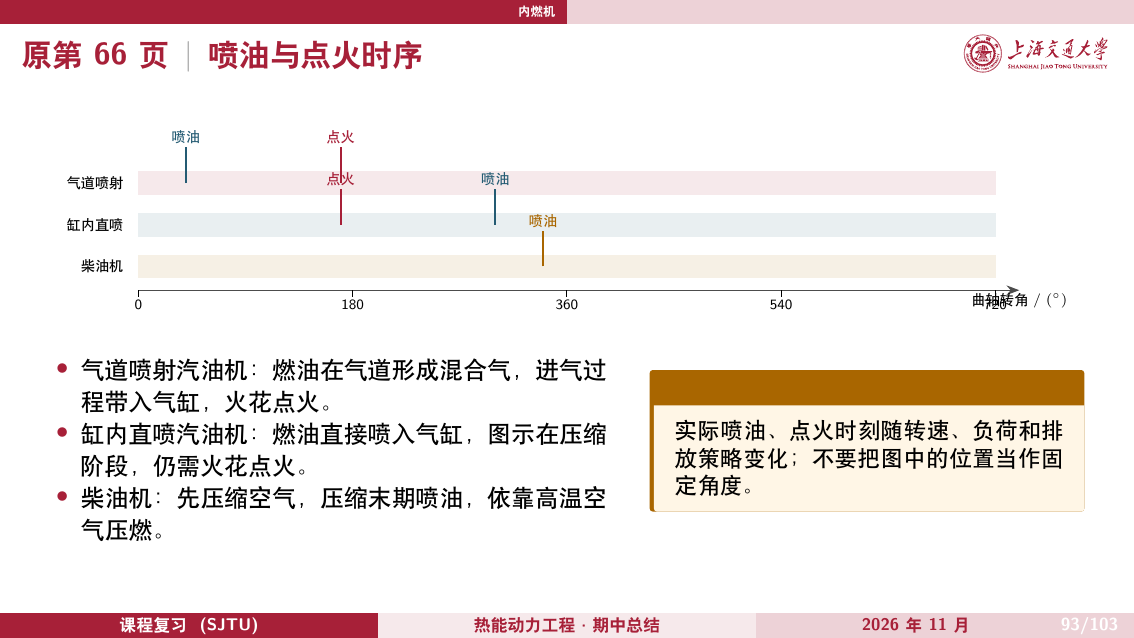 内燃机
原第 66 页 | 喷油与点火时序
上海交通大学
SHANGHAI JIAO TONG UNIVERSITY
喷油 点火
气道喷射
点火 喷油
缸内直喷
喷油
柴油机
0 180 360 540 720
曲轴转角 / (°)
• 气道喷射汽油机：燃油在气道形成混合气，进气过
程带入气缸，火花点火。
• 缸内直喷汽油机：燃油直接喷入气缸，图示在压缩
阶段，仍需火花点火。
• 柴油机：先压缩空气，压缩末期喷油，依靠高温空
气压燃。
实际喷油、点火时刻随转速、负荷和排
放策略变化；不要把图中的位置当作固
定角度。
课程复习 (SJTU) 热能动力工程 · 期中总结 2026 年 11 月 93/103